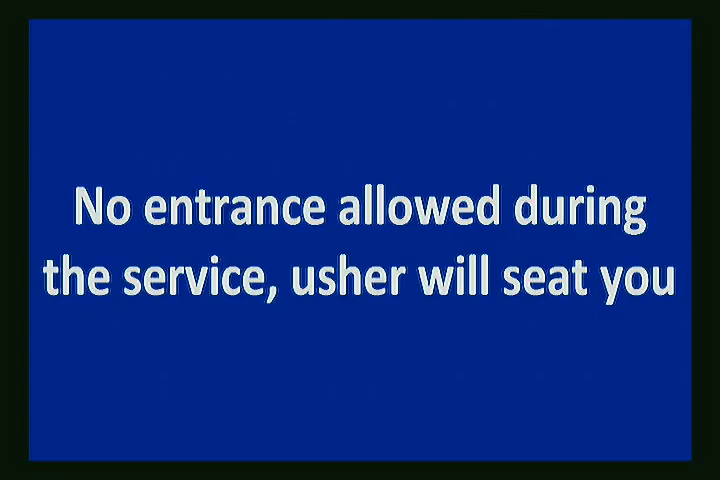 No entrance allowed during
the service, usher will seat you